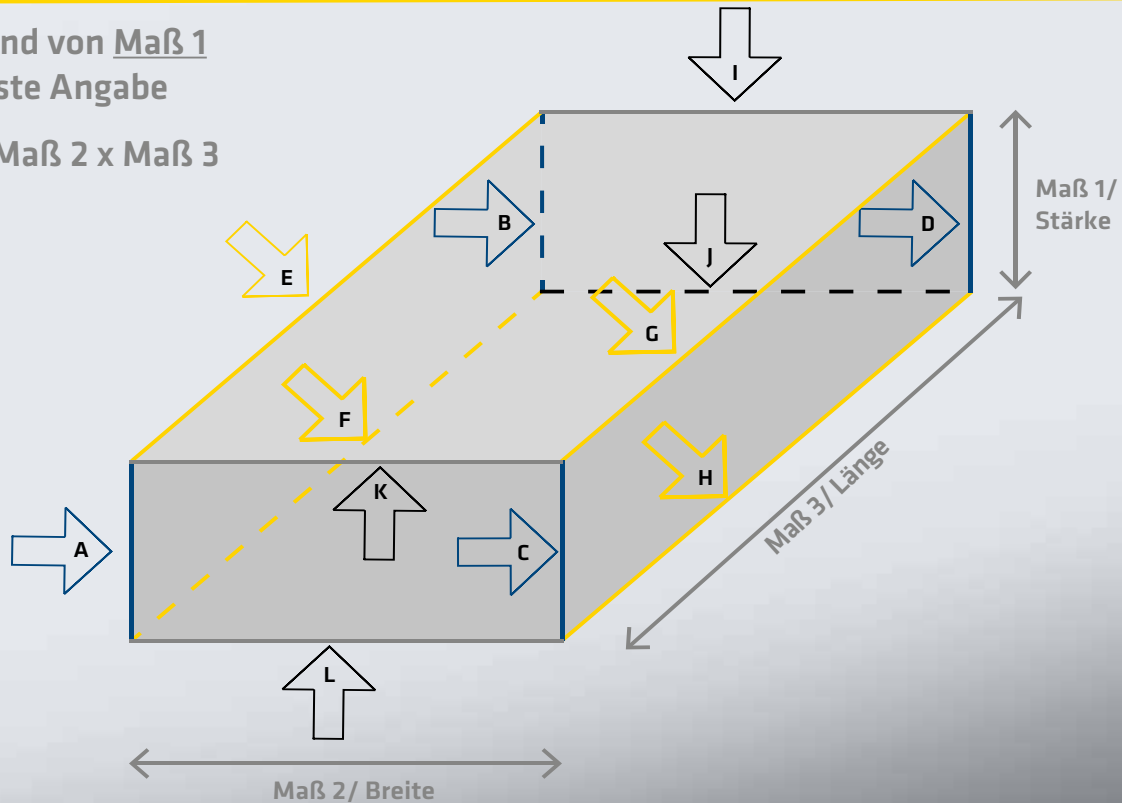 nd von Maß 1
ste Angabe
Maß 2 x Maß 3
I
Maß 1/
Stärke
B
D
J
E
G
F
H
K
Maß 3/ Länge
A
C
L
Maß 2/ Breite